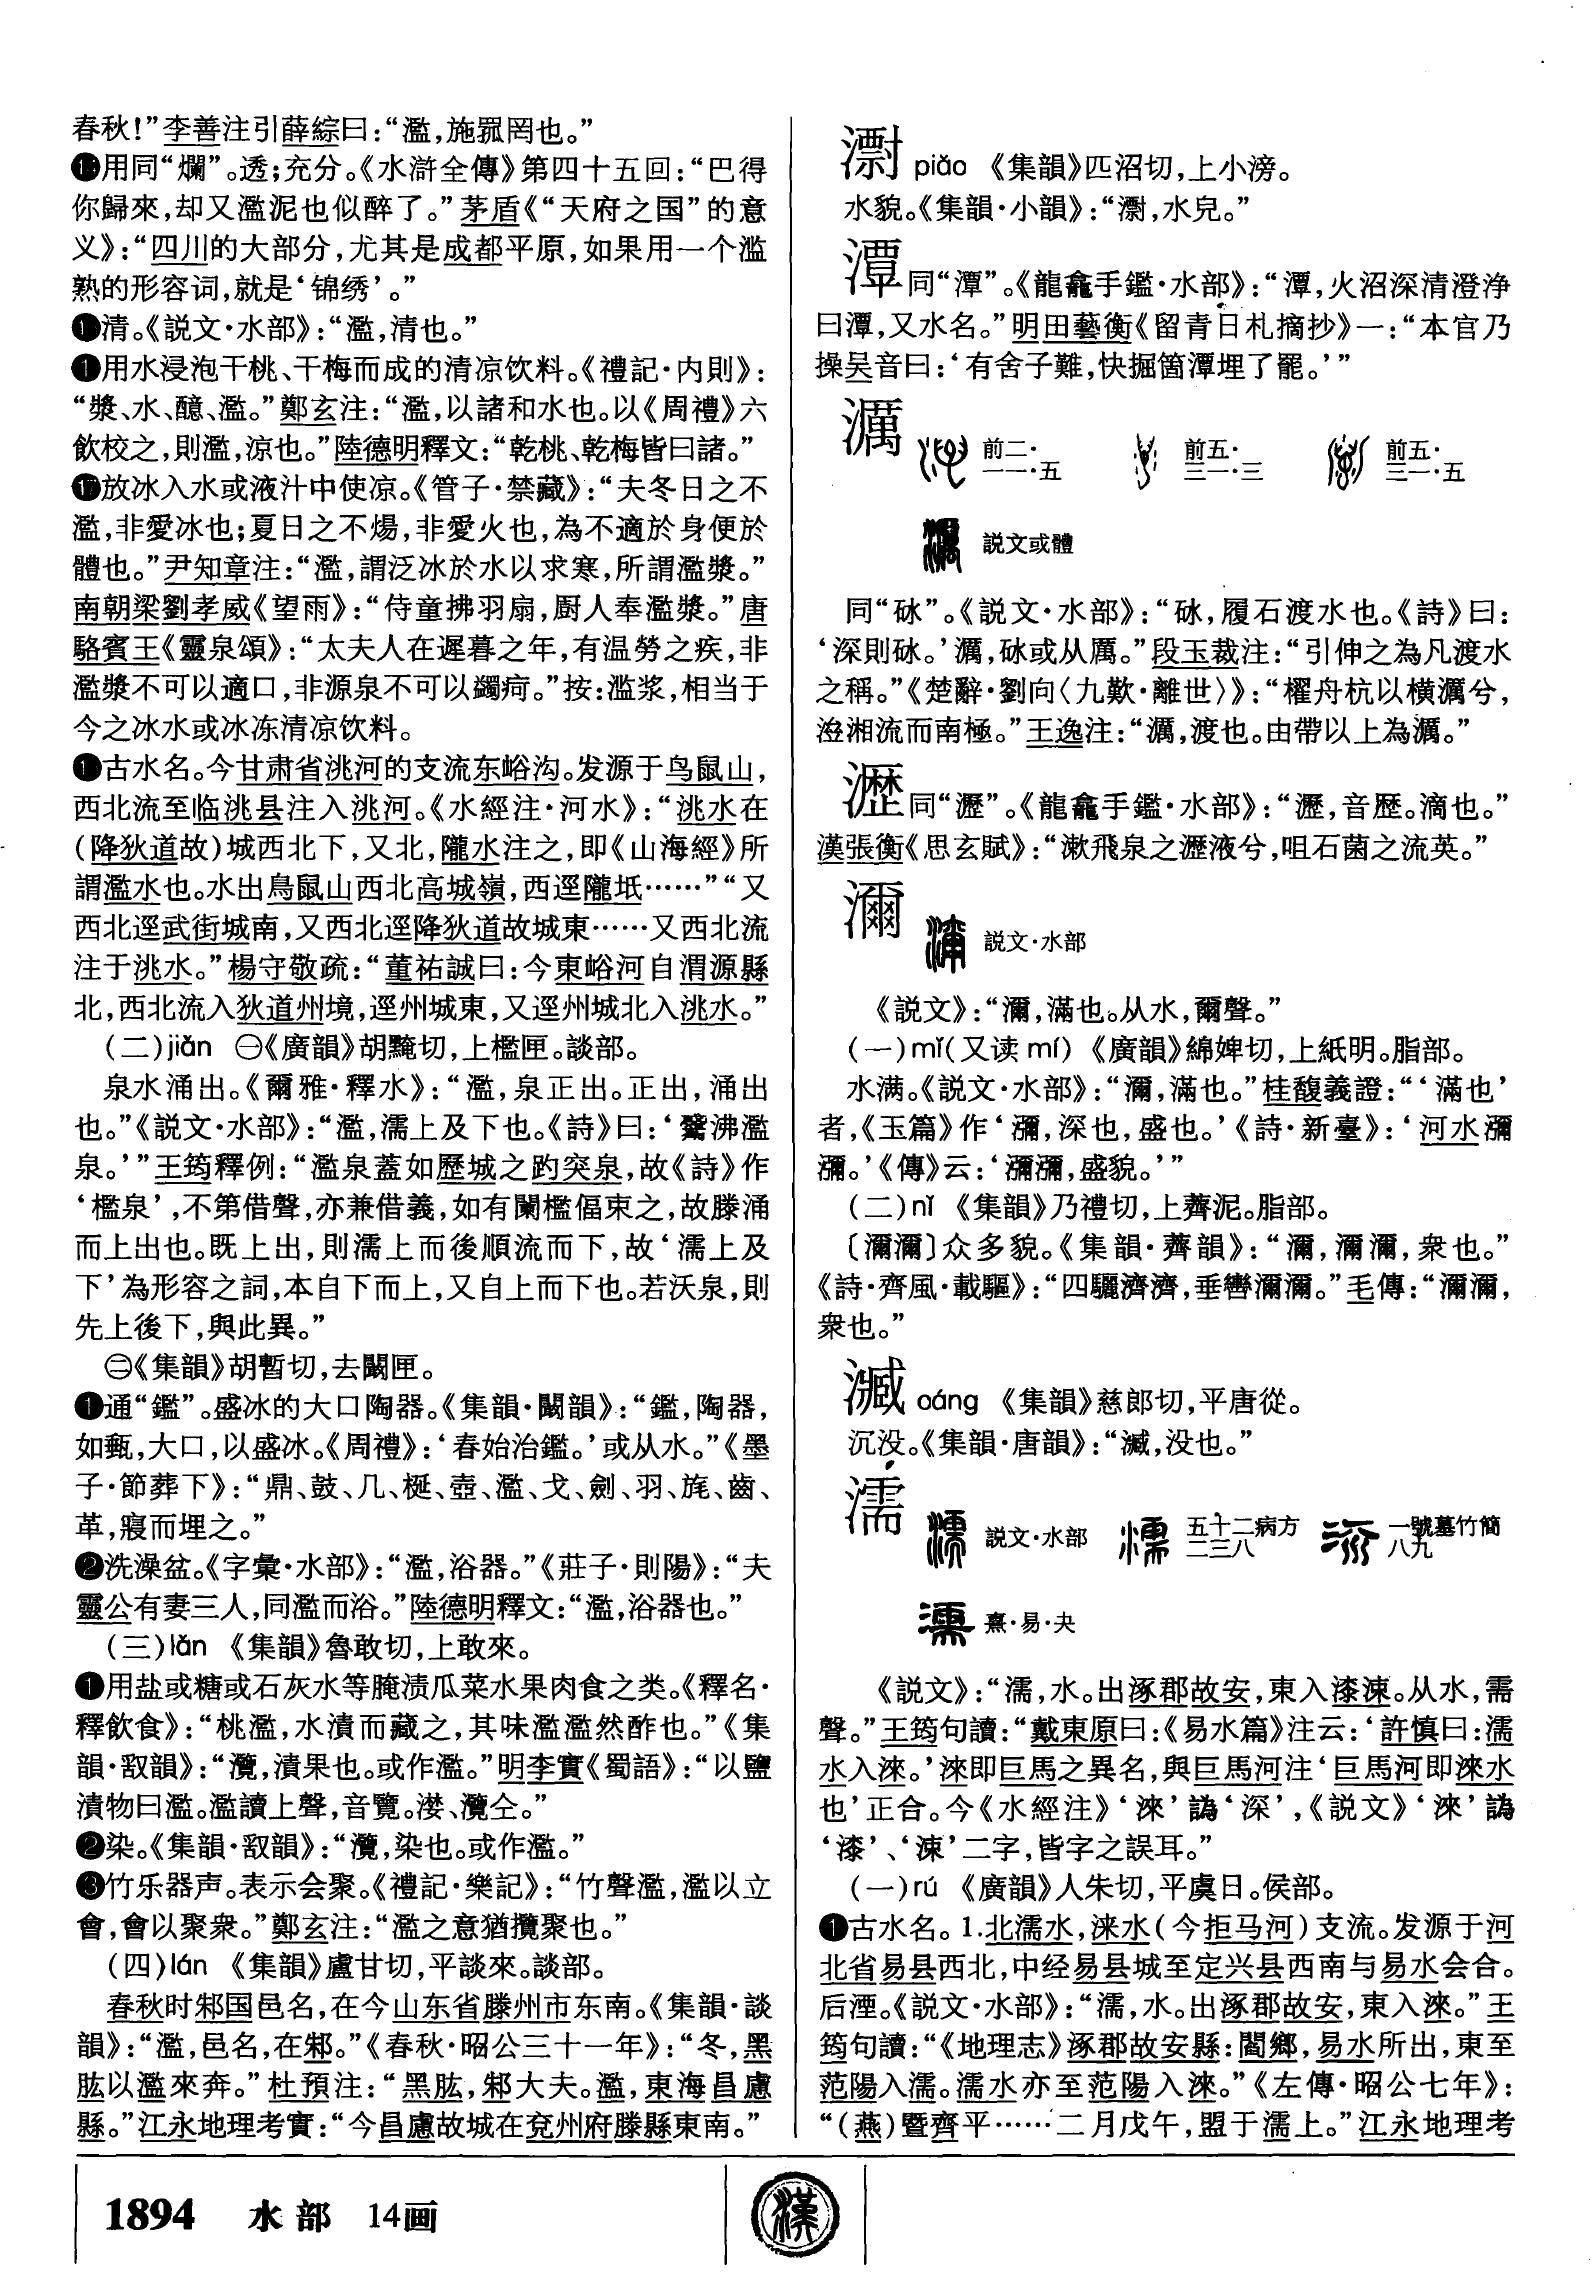 春秋！”李善注引薛綜曰：“濫，施罛罔也。”
用同“爛”。透；充分。《水滸全傳》第四十五回：“巴得
你歸來，却又濫泥也似醉了。”茅盾《“天府之国”的意
义》：“四川的大部分，尤其是成都平原，如果用一个滥
熟的形容词，就是‘锦绣’。”
清。《説文·水部》：“濫，清也。”
用水浸泡干桃、干梅而成的清凉饮料。《禮記·内則》：
“漿、水、醷、濫。”鄭玄注：“濫，以諸和水也。以《周禮》六
飲校之，則濫，涼也。”陸德明釋文：“乾桃、乾梅皆曰諸。”
放冰入水或液汁中使凉。《管子·禁藏》：“夫冬日之不
濫，非愛冰也；夏日之不煬，非愛火也，為不適於身便於
體也。”尹知章注：“濫，謂泛冰於水以求寒，所謂濫漿。”
南朝梁劉孝威《望雨》：“侍童拂羽扇，厨人奉濫漿。”唐
駱賓王《靈泉頌》：“太夫人在遲暮之年，有温勞之疾，非
濫漿不可以適口，非源泉不可以蠲疴。”按：滥浆，相当于
今之冰水或冰冻清凉饮料。
古水名。今甘肃省洮河的支流东峪沟。发源于鸟鼠山，
西北流至临洮县注入洮河。《水經注·河水》：“洮水在
（降狄道故）城西北下，又北，隴水注之，即《山海經》所
謂濫水也。水出鳥鼠山西北高城嶺，西逕隴坻……”“又
西北逕武街城南，又西北逕降狄道故城東……又西北流
注于洮水。”楊守敬疏：“董祐誠曰：今東峪河自渭源縣
北，西北流入狄道州境，逕州城東，又逕州城北入洮水。”
（二）jiǎn ㊀《廣韻》胡黤切，上檻匣。談部。
泉水涌出。《爾雅·釋水》：“濫，泉正出。正出，涌出
也。”《説文·水部》：“濫，濡上及下也。《詩》曰：‘觱沸濫
泉。’”王筠釋例：“濫泉蓋如歷城之趵突泉，故《詩》作
‘檻泉’，不第借聲，亦兼借義，如有闌檻偪束之，故滕涌
而上出也。既上出，則濡上而後順流而下，故‘濡上及
下’為形容之詞，本自下而上，又自上而下也。若沃泉，則
先上後下，與此異。”
㊁《集韻》胡暫切，去闞匣。
❶通“鑑”。盛冰的大口陶器。《集韻·闞韻》：“鑑，陶器，
如甀，大口，以盛冰。《周禮》：‘春始治鑑。’或从水。”《墨
子·節葬下》：“鼎、鼓、几、梴、壺、濫、戈、劍、羽、旄、齒、
革，寢而埋之。”
❷洗澡盆。《字彙·水部》：“濫，浴器。”《莊子·則陽》：“夫
靈公有妻三人，同濫而浴。”陸德明釋文：“濫，浴器也。”
（三）lǎn 《集韻》魯敢切，上敢來。
❶用盐或糖或石灰水等腌渍瓜菜水果肉食之类。《釋名·
釋飲食》：“桃濫，水漬而藏之，其味濫濫然酢也。”《集
韻·㪉韻》：“灠，漬果也。或作濫。”明李實《蜀語》：“以鹽
漬物曰濫。濫讀上聲，音覽。漤、灠仝。”
❷染。《集韻·㪉韻》：“灠，染也。或作濫。”
❸竹乐器声。表示会聚。《禮記·樂記》：“竹聲濫，濫以立
會，會以聚衆。”鄭玄注：“濫之意猶攬聚也。”
（四）lán 《集韻》盧甘切，平談來。談部。
春秋时邾国邑名，在今山东省滕州市东南。《集韻·談
韻》：“濫，邑名，在邾。”《春秋·昭公三十一年》：“冬，黑
肱以濫來奔。”杜預注：“黑肱，邾大夫。濫，東海昌慮
縣。”江永地理考實：“今昌慮故城在兗州府滕縣東南。”
piǎo 《集韻》匹沼切，上小滂。
水貌。《集韻·小韻》：“，水皃。”
同“潭”。《龍龕手鑑·水部》：“潭，火沼深清澄浄
曰潭，又水名。”明田藝衡《留青日札摘抄》一：“本官乃
操吴音曰：‘有舍子難，快掘箇潭埋了罷。’”
濿 前二·一一·五 前五·三一·三 前五·三一·五
説文或體
同“砅”。《説文·水部》：“砅，履石渡水也。《詩》曰：
‘深則砅。’濿，砅或从厲。”段玉裁注：“引伸之為凡渡水
之稱。”《楚辭·劉向〈九歎·離世〉》：“櫂舟杭以横濿兮，
濟湘流而南極。”王逸注：“濿，渡也。由帶以上為濿。”
同“瀝”。《龍龕手鑑·水部》：“瀝，音歷。滴也。”
漢張衡《思玄賦》：“漱飛泉之瀝液兮，咀石菌之流英。”
濔 説文·水部
《説文》：“濔，滿也。从水，爾聲。”
（一）mǐ（又读mí） 《廣韻》綿婢切，上紙明。脂部。
水满。《説文·水部》：“濔，滿也。”桂馥義證：“‘滿也’
者，《玉篇》作‘瀰，深也，盛也。’《詩·新臺》：‘河水瀰
瀰。’《傳》云：‘瀰瀰，盛貌。’”
（二）nǐ 《集韻》乃禮切，上薺泥。脂部。
〔濔濔〕众多貌。《集韻·薺韻》：“濔，濔濔，衆也。”
《詩·齊風·載驅》：“四驪濟濟，垂轡濔濔。”毛傳：“濔濔，
衆也。”
cáng 《集韻》慈郎切，平唐從。
沉没。《集韻·唐韻》：“，没也。”
濡 説文·水部 五十二病方二三八 一號墓竹簡八九
熹·易·夬
《説文》：“濡，水。出涿郡故安，東入漆涑。从水，需
聲。”王筠句讀：“戴東原曰：《易水篇》注云：‘許慎曰：濡
水入淶。’淶即巨馬之異名，與巨馬河注‘巨馬河即淶水
也’正合。今《水經注》‘淶’譌‘深’，《説文》‘淶’譌
‘漆’、‘涑’二字，皆字之誤耳。”
（一）rú 《廣韻》人朱切，平虞日。侯部。
❶古水名。1.北濡水，涞水（今拒马河）支流。发源于河
北省易县西北，中经易县城至定兴县西南与易水会合。
后湮。《説文·水部》：“濡，水。出涿郡故安，東入淶。”王
筠句讀：“《地理志》涿郡故安縣：閻鄉，易水所出，東至
范陽入濡。濡水亦至范陽入淶。”《左傳·昭公七年》：
“（燕）暨齊平……二月戊午，盟于濡上。”江永地理考
1894 水部 14画
漢